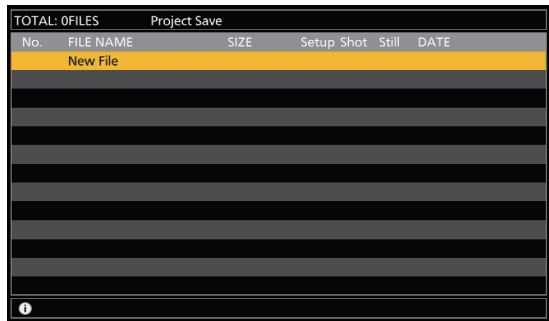 TOTAL: 0FILES Project Save
No. FILE NAME SIZE Setup Shot Still DATE
New File